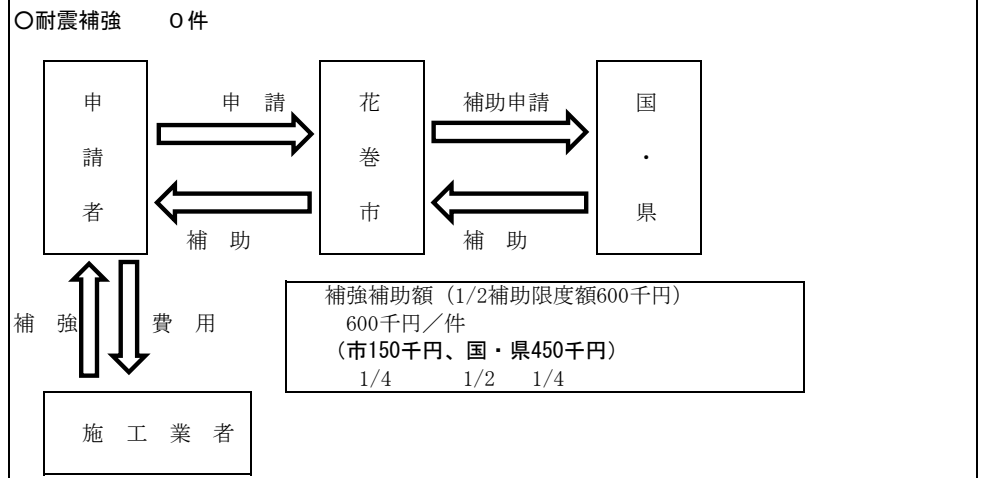 〇耐震補強　　０件
申請者
申　請
花巻市
補助申請
国・県
補　助
補　助
補　強
費　用
補強補助額（1/2補助限度額600千円）
600千円／件
（市150千円、国・県450千円）
1/4　　　1/2　1/4
施　工　業　者